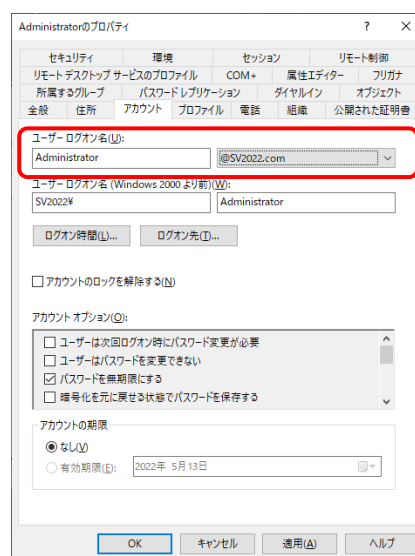 Administratorのプロパティ ? ×
セキュリティ 環境 セッション リモート制御
リモート デスクトップ サービスのプロファイル COM+ 属性エディター フリガナ
所属するグループ パスワード レプリケーション ダイヤルイン オブジェクト
全般 住所 アカウント プロファイル 電話 組織 公開された証明書
ユーザー ログオン名(U):
Administrator @SV2022.com
ユーザー ログオン名 (Windows 2000 より前)(W):
SV2022¥ Administrator
ログオン時間(L)... ログオン先(T)...
アカウントのロックを解除する(N)
アカウント オプション(O):
ユーザーは次回ログオン時にパスワード変更が必要
ユーザーはパスワードを変更できない
パスワードを無期限にする
暗号化を元に戻せる状態でパスワードを保存する
アカウントの期限
なし(V)
有効期限(E): 2022年 5月13日
OK キャンセル 適用(A) ヘルプ